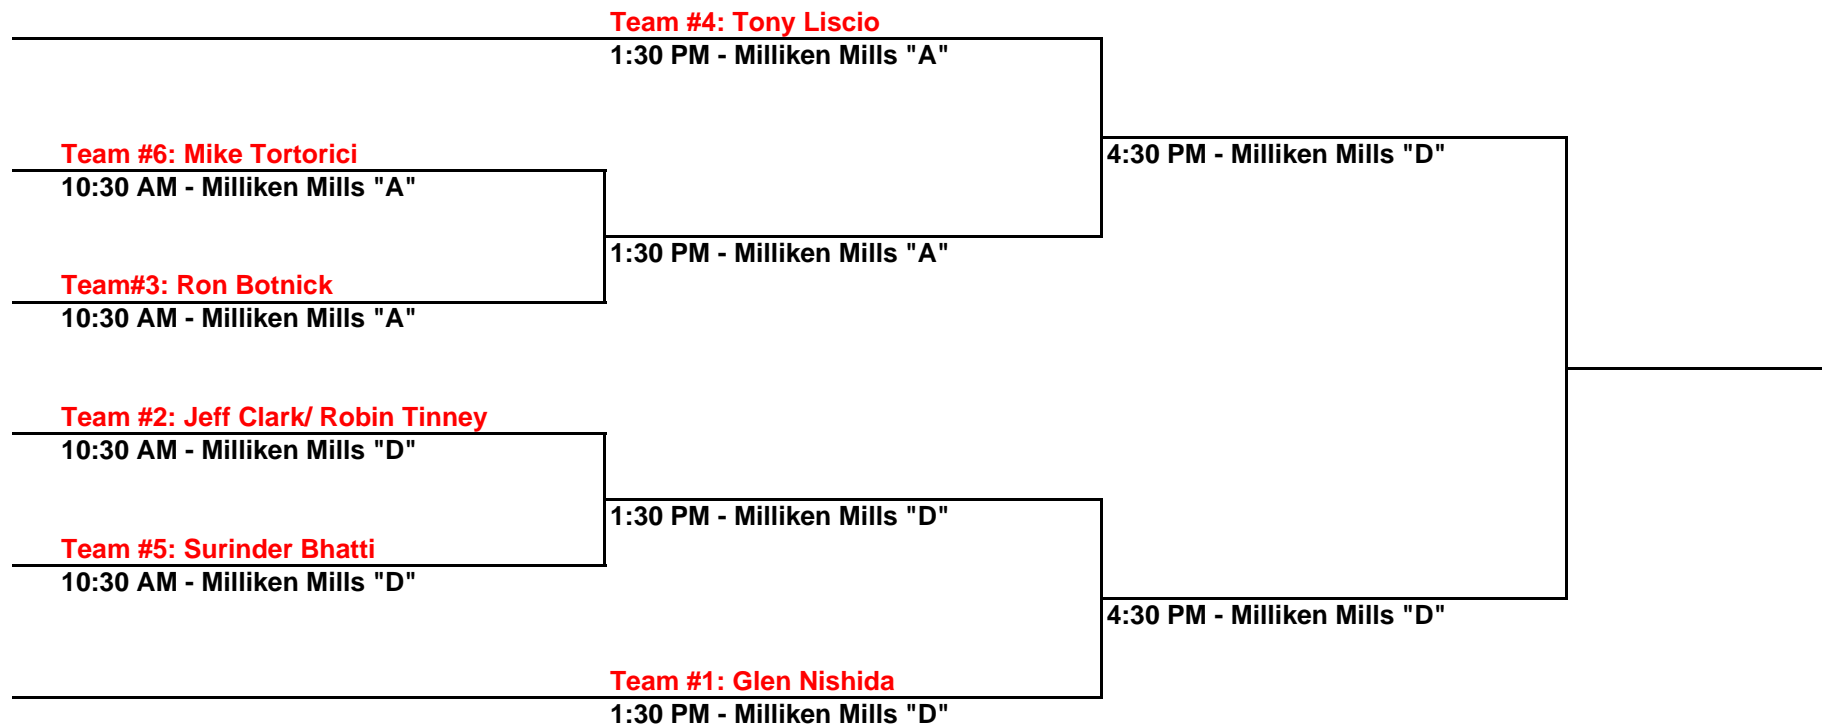 Team #4: Tony Liscio
1:30 PM - Milliken Mills "A"
Team #6: Mike Tortorici
4:30 PM - Milliken Mills "D"
10:30 AM - Milliken Mills "A"
1:30 PM - Milliken Mills "A"
Team#3: Ron Botnick
10:30 AM - Milliken Mills "A"
Team #2: Jeff Clark/ Robin Tinney
10:30 AM - Milliken Mills "D"
1:30 PM - Milliken Mills "D"
Team #5: Surinder Bhatti
10:30 AM - Milliken Mills "D"
4:30 PM - Milliken Mills "D"
Team #1: Glen Nishida
1:30 PM - Milliken Mills "D"